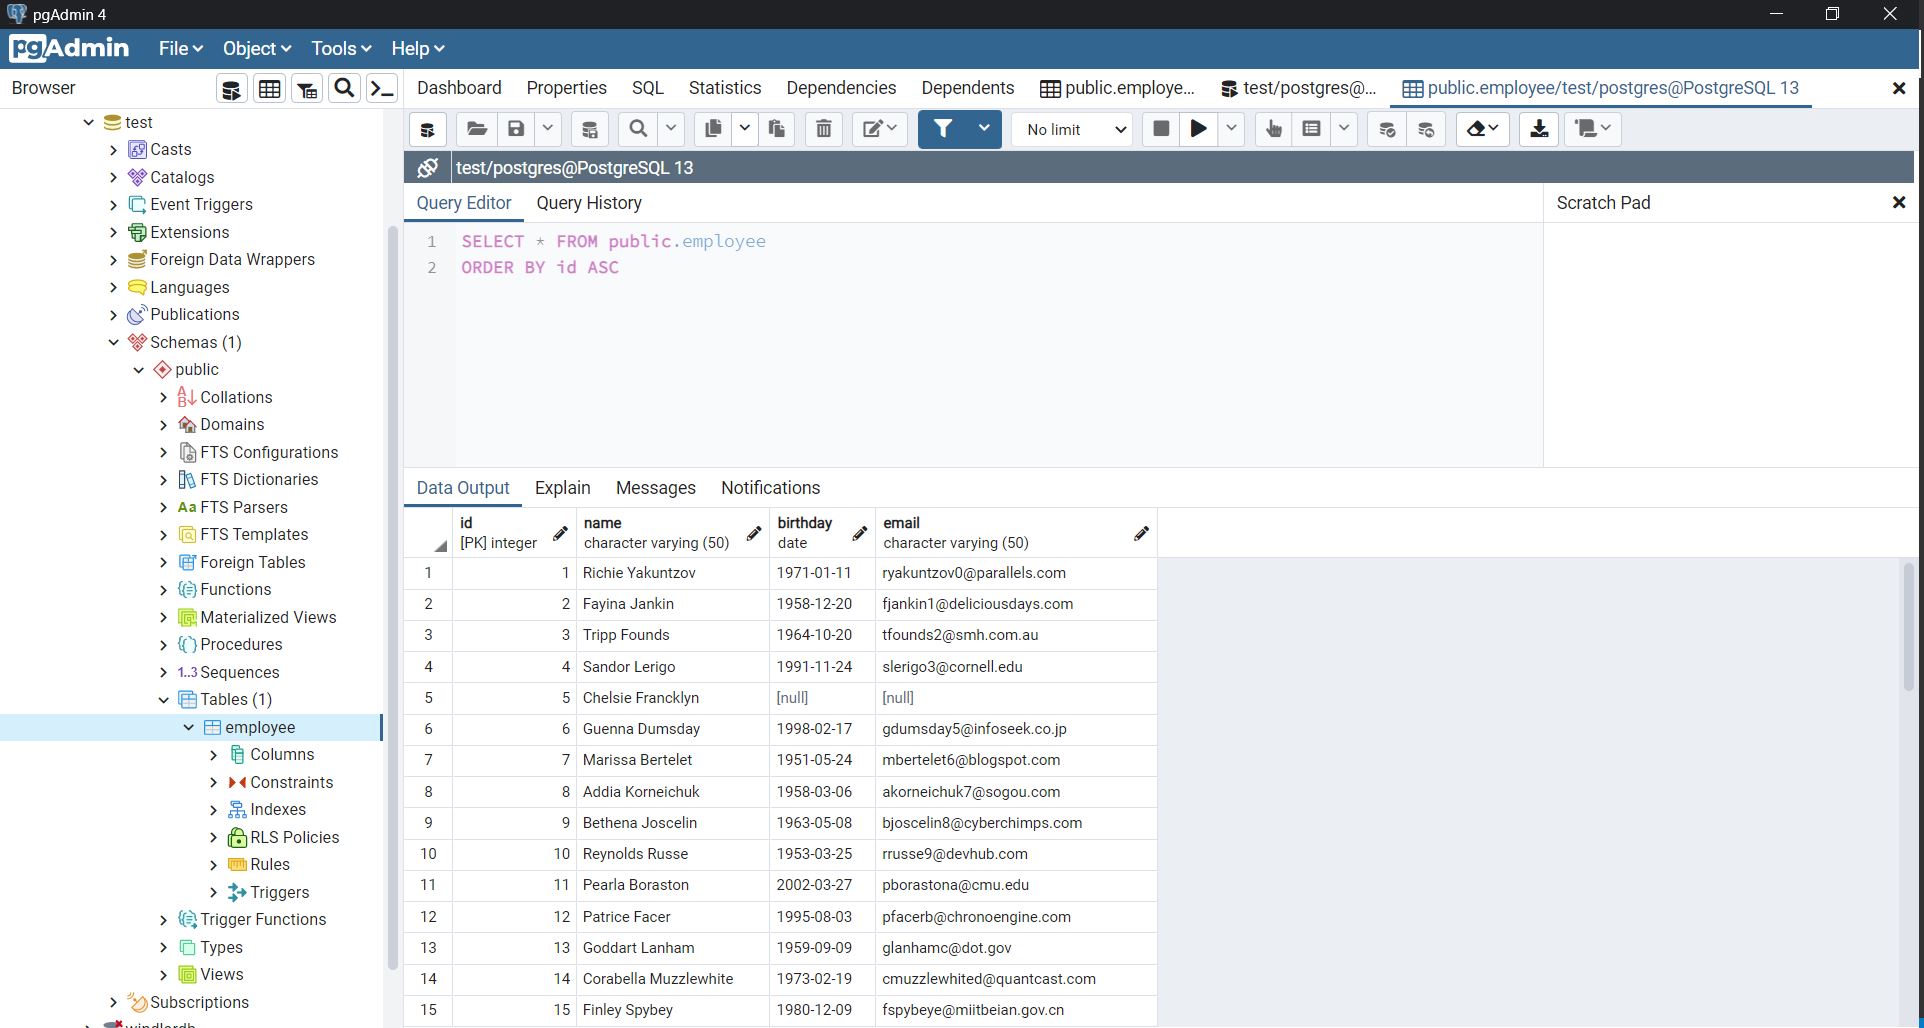 pgAdmin 4
pgAdmin File Object Tools Help
Browser
Dashboard Properties SQL Statistics Dependencies Dependents public.employe... test/postgres@... public.employee/test/postgres@PostgreSQL 13
No limit
test/postgres@PostgreSQL 13
Query Editor Query History
Scratch Pad
1 SELECT * FROM public.employee
2 ORDER BY id ASC
test
Casts
Catalogs
Event Triggers
Extensions
Foreign Data Wrappers
Languages
Publications
Schemas (1)
public
Collations
Domains
FTS Configurations
FTS Dictionaries
Aa FTS Parsers
FTS Templates
Foreign Tables
Functions
Materialized Views
Procedures
1..3 Sequences
Tables (1)
employee
Columns
Constraints
Indexes
RLS Policies
Rules
Triggers
Trigger Functions
Types
Views
Subscriptions
Data Output Explain Messages Notifications
id name birthday email
[PK] integer character varying (50) date character varying (50)
1 1 Richie Yakuntzov 1971-01-11 ryakuntzov0@parallels.com
2 2 Fayina Jankin 1958-12-20 fjankin1@deliciousdays.com
3 3 Tripp Founds 1964-10-20 tfounds2@smh.com.au
4 4 Sandor Lerigo 1991-11-24 slerigo3@cornell.edu
5 5 Chelsie Francklyn [null] [null]
6 6 Guenna Dumsday 1998-02-17 gdumsday5@infoseek.co.jp
7 7 Marissa Bertelet 1951-05-24 mbertelet6@blogspot.com
8 8 Addia Korneichuk 1958-03-06 akorneichuk7@sogou.com
9 9 Bethena Joscelin 1963-05-08 bjoscelin8@cyberchimps.com
10 10 Reynolds Russe 1953-03-25 rrusse9@devhub.com
11 11 Pearla Boraston 2002-03-27 pborastona@cmu.edu
12 12 Patrice Facer 1995-08-03 pfacerb@chronoengine.com
13 13 Goddart Lanham 1959-09-09 glanhamc@dot.gov
14 14 Corabella Muzzlewhite 1973-02-19 cmuzzlewhited@quantcast.com
15 15 Finley Spybey 1980-12-09 fspybeye@miitbeian.gov.cn